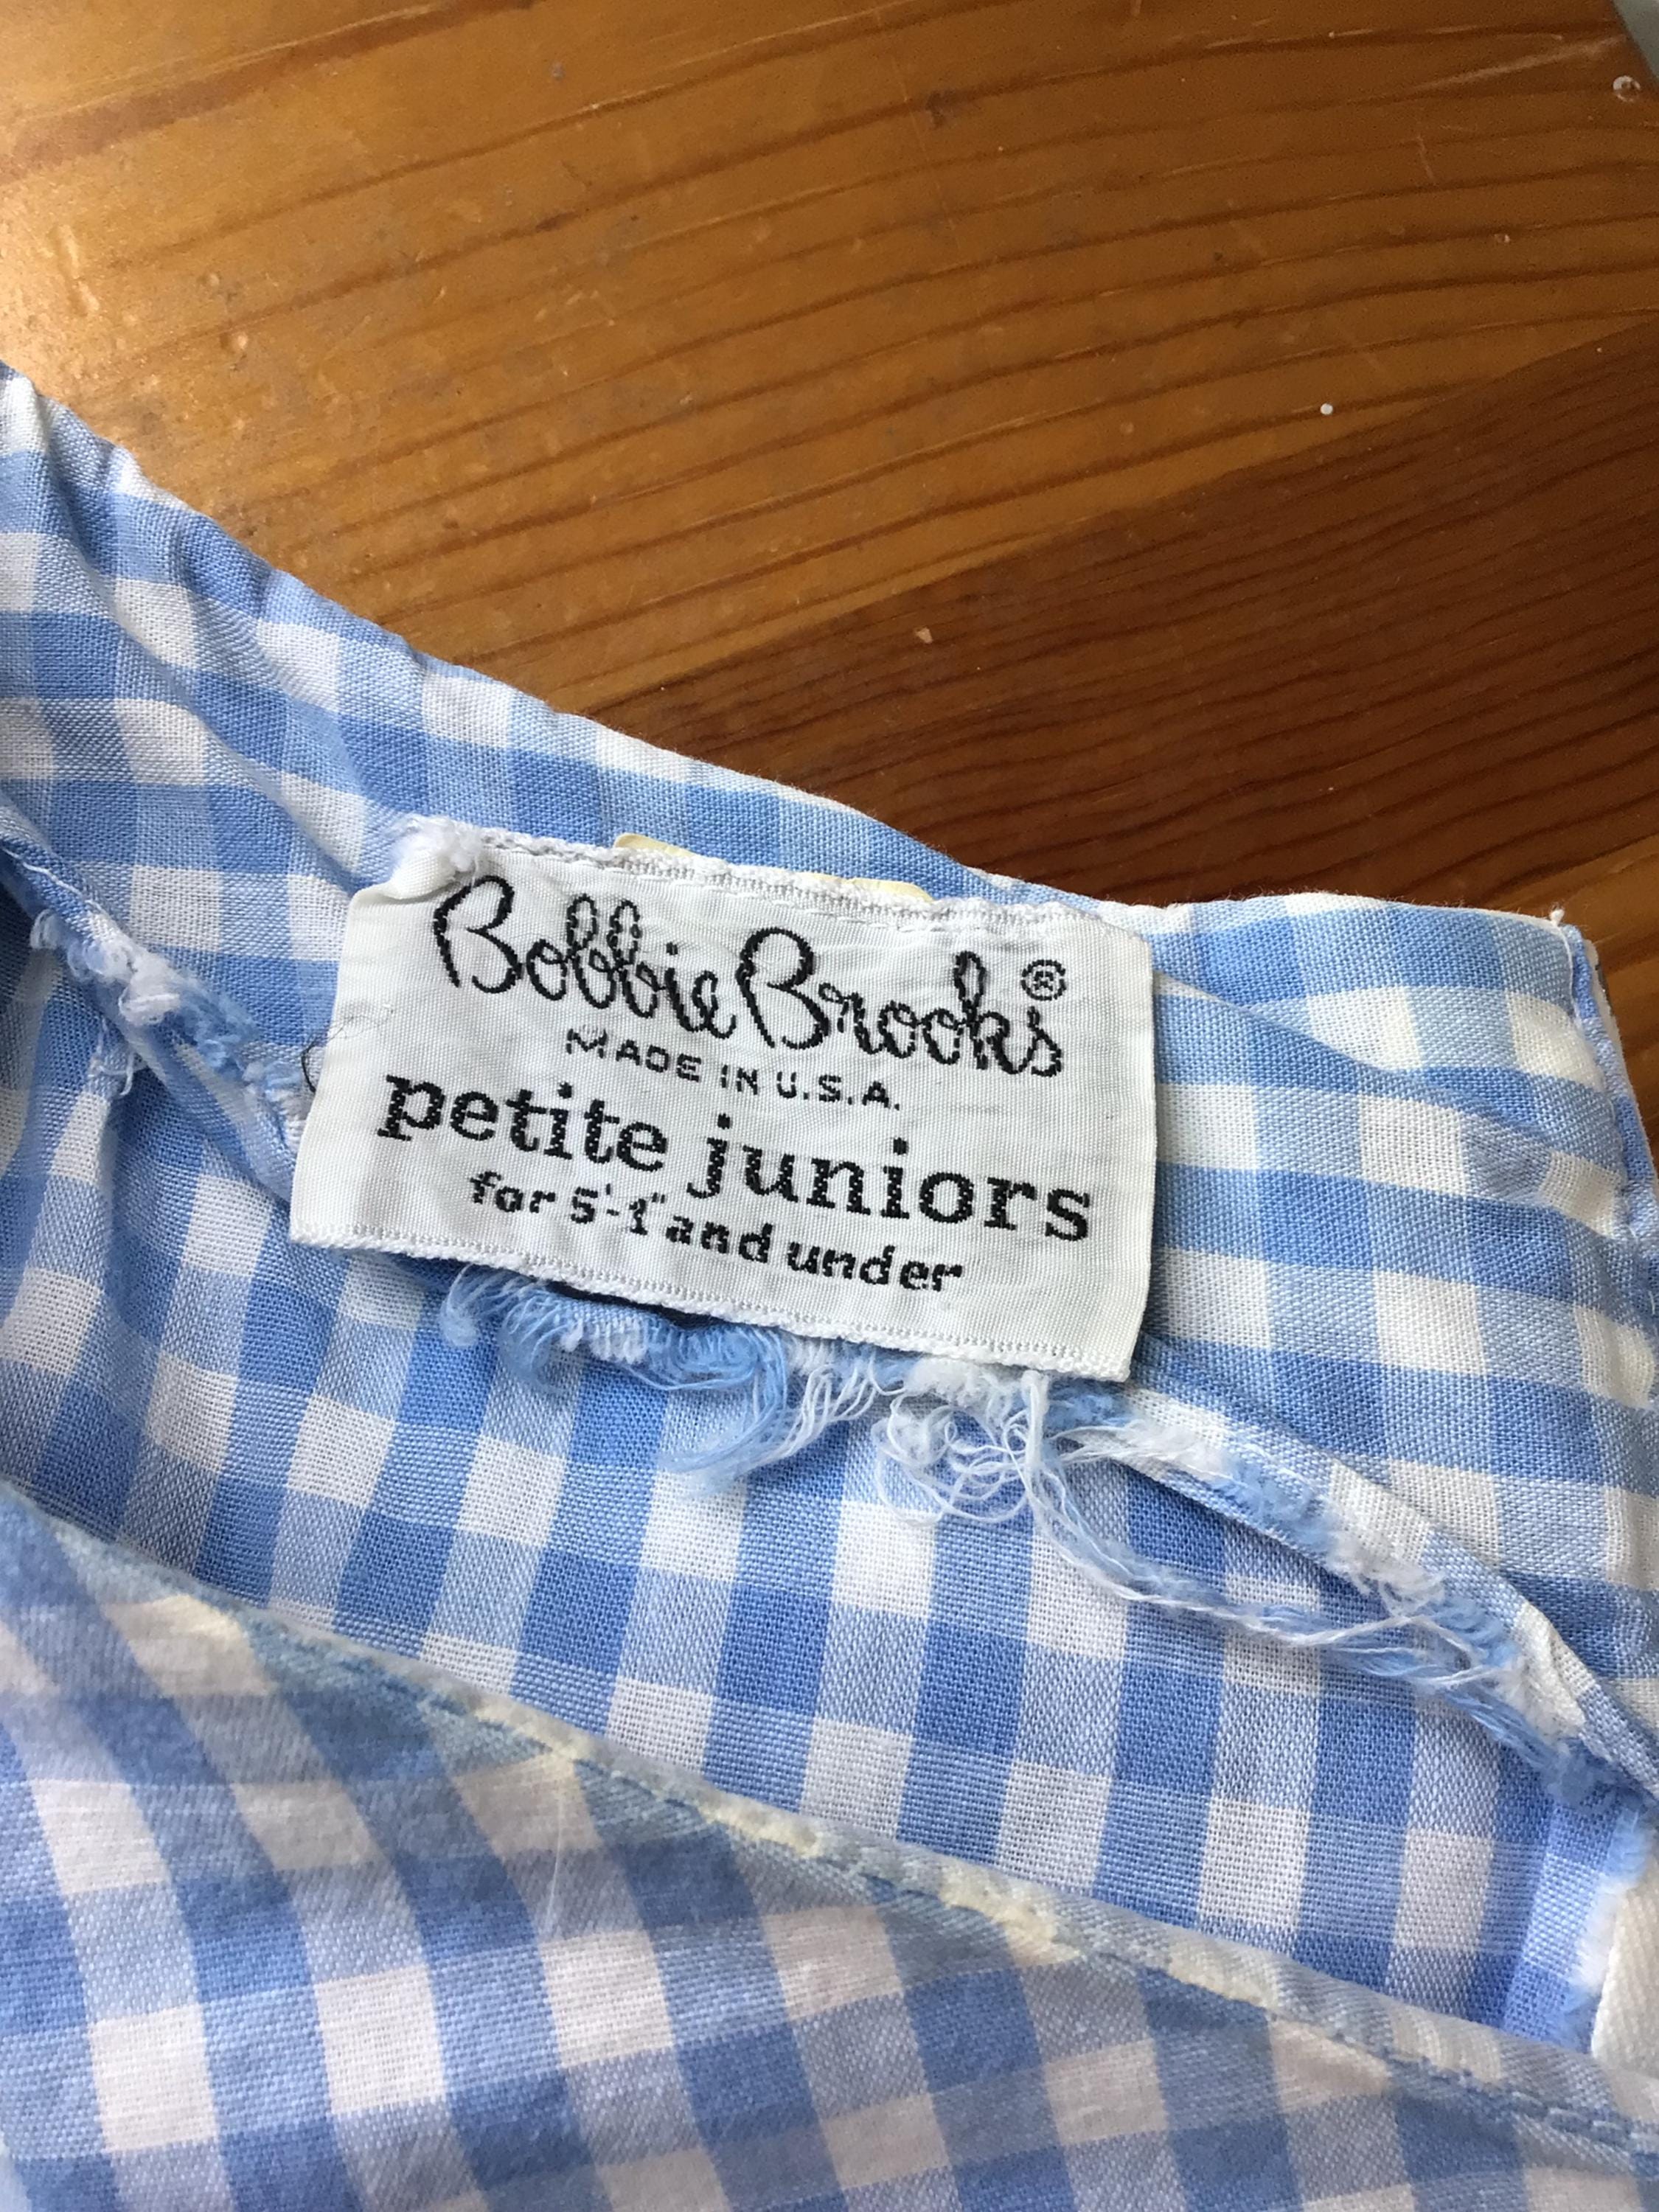 Bobbie Brooks®
MADE IN U.S.A.
petite juniors
for 5'-1" and under